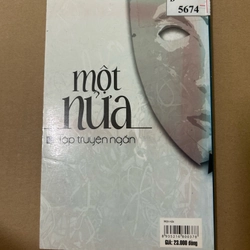 5674
một
nửa
tập truyện ngắn
GIÁ: 23.000 đồng